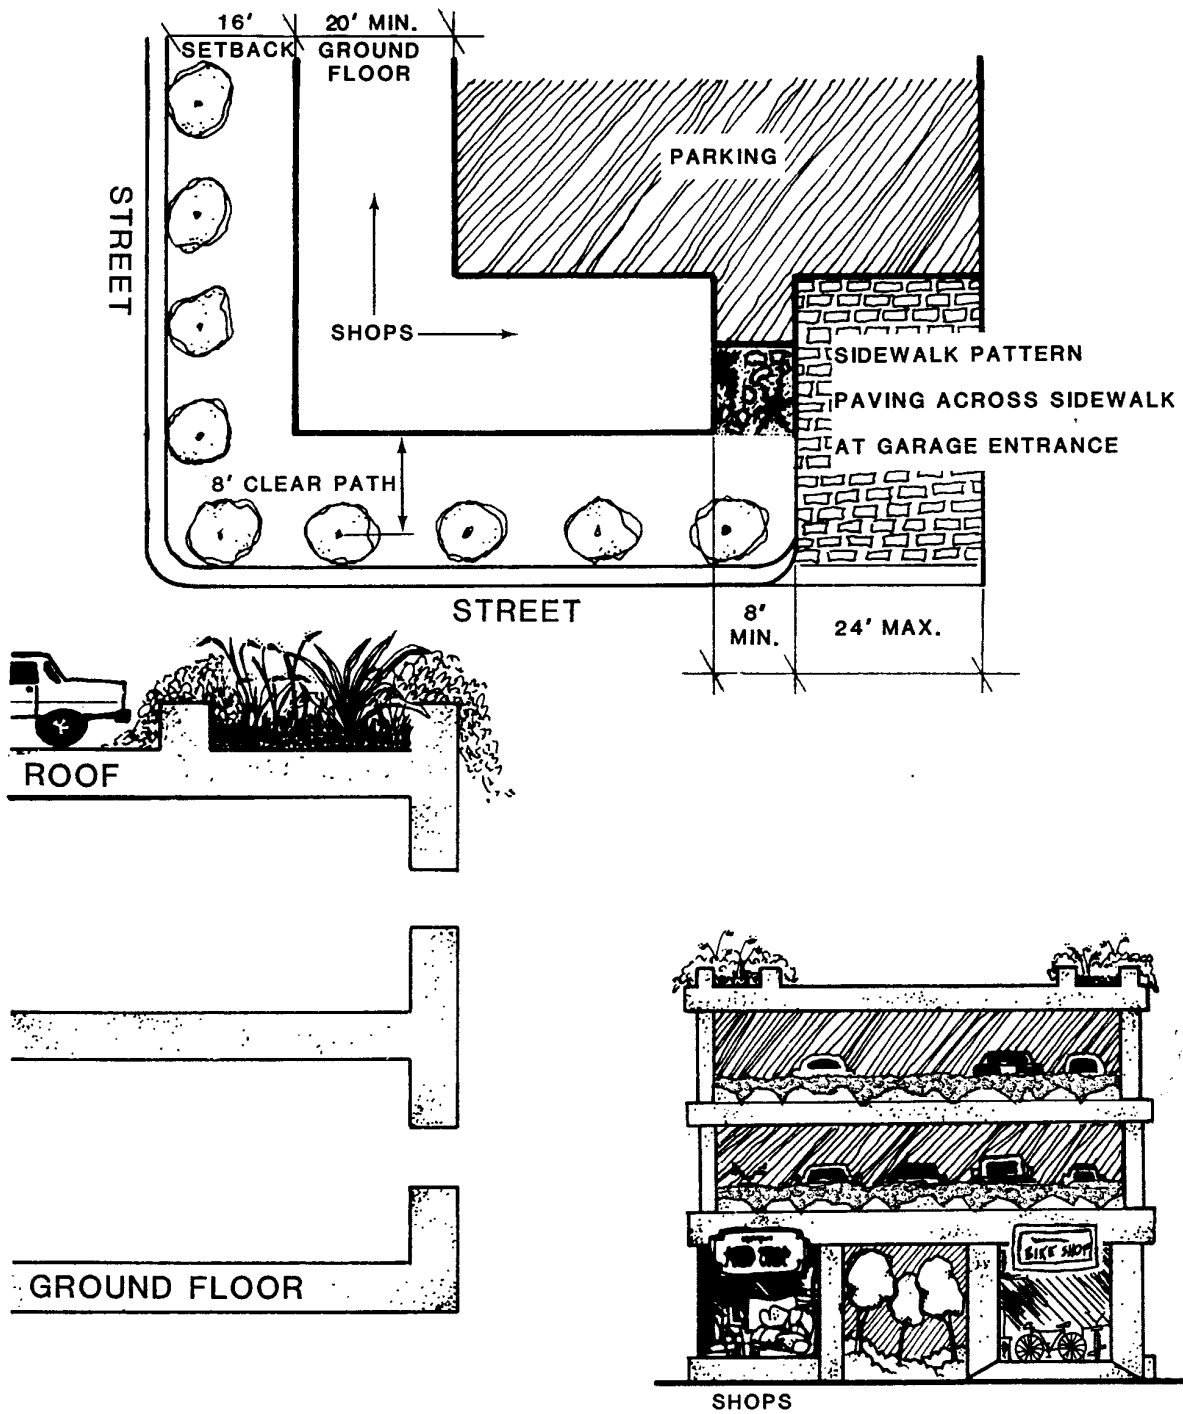 16' 20' MIN.
SETBACK GROUND
FLOOR
PARKING
STREET
SHOPS
SIDEWALK PATTERN
PAVING ACROSS SIDEWALK
AT GARAGE ENTRANCE
8' CLEAR PATH
STREET
8'
MIN.
24' MAX.
ROOF
GROUND FLOOR
BIKE SHOP
SHOPS